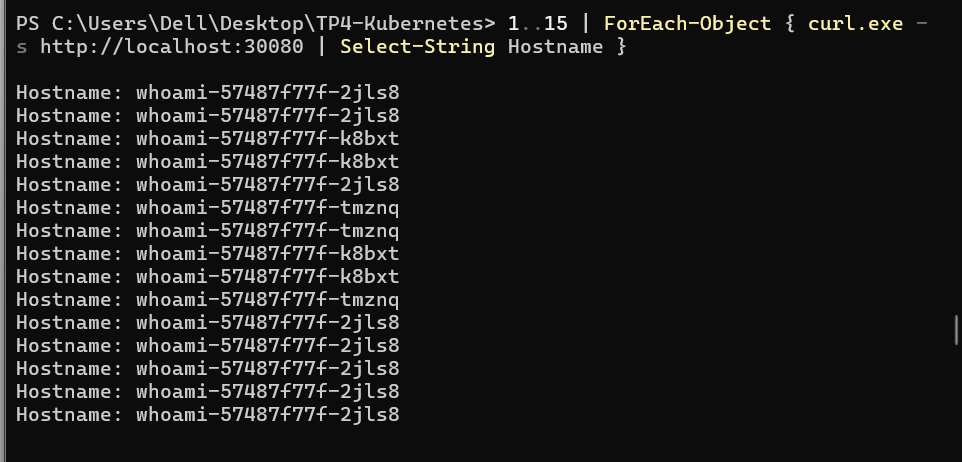 PS C:\Users\Dell\Desktop\TP4-Kubernetes> 1..15 | ForEach-Object { curl.exe -
s http://localhost:30080 | Select-String Hostname }
Hostname: whoami-57487f77f-2jls8
Hostname: whoami-57487f77f-2jls8
Hostname: whoami-57487f77f-k8bxt
Hostname: whoami-57487f77f-k8bxt
Hostname: whoami-57487f77f-2jls8
Hostname: whoami-57487f77f-tmznq
Hostname: whoami-57487f77f-tmznq
Hostname: whoami-57487f77f-k8bxt
Hostname: whoami-57487f77f-k8bxt
Hostname: whoami-57487f77f-tmznq
Hostname: whoami-57487f77f-2jls8
Hostname: whoami-57487f77f-2jls8
Hostname: whoami-57487f77f-2jls8
Hostname: whoami-57487f77f-2jls8
Hostname: whoami-57487f77f-2jls8